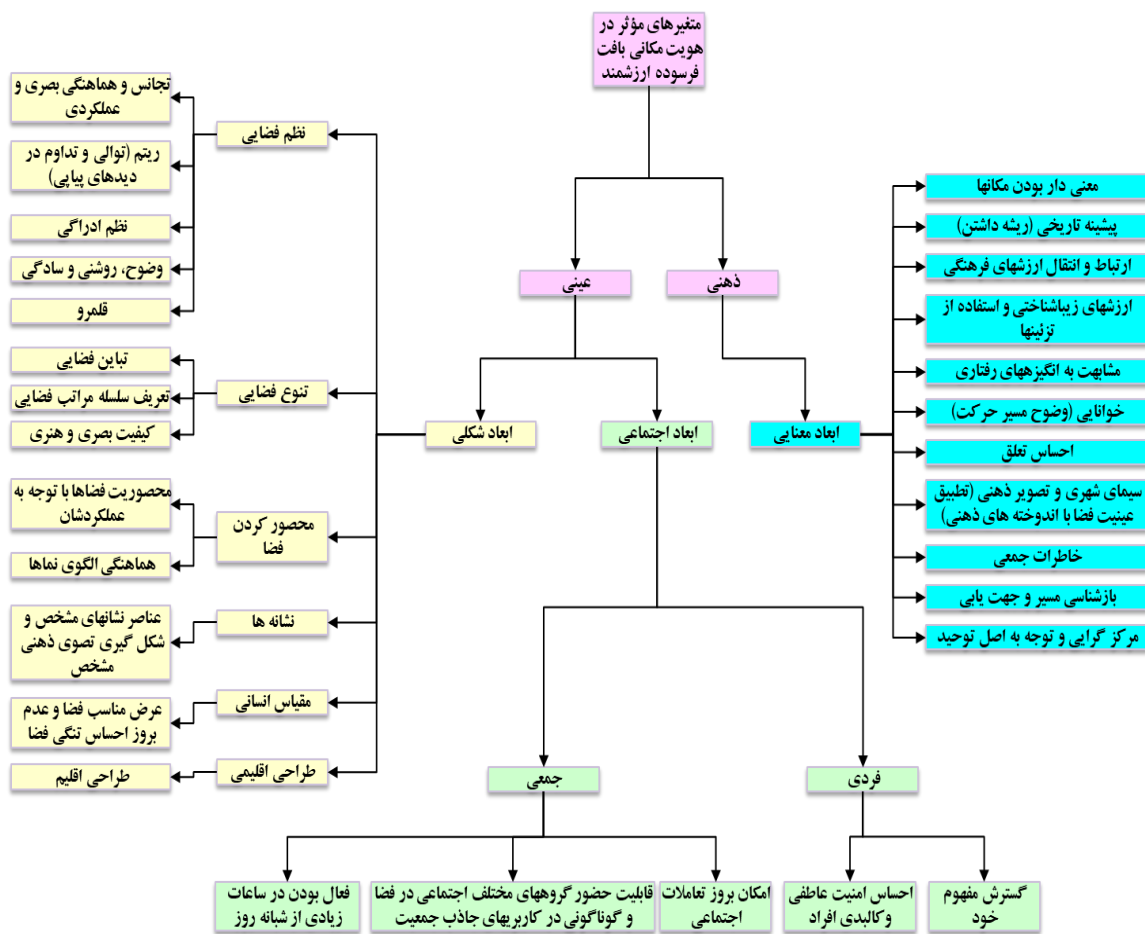 متغیرهای مؤثر در
هویت مکانی بافت
فرسوده ارزشمند
ذهنی
عینی
ابعاد معنایی
ابعاد اجتماعی
ابعاد شکلی
معنی دار بودن مکانها
پیشینه تاریخی (ریشه داشتن)
ارتباط و انتقال ارزشهای فرهنگی
ارزشهای زیباشناختی و استفاده از
تزئینها
مشابهت به انگیزههای رفتاری
خوانایی (وضوح مسیر حرکت)
احساس تعلق
سیمای شهری و تصویر ذهنی (تطبیق
عینیت فضا با اندوخته های ذهنی)
خاطرات جمعی
بازشناسی مسیر و جهت یابی
مرکز گرایی و توجه به اصل توحید
نظم فضایی
تجانس و هماهنگی بصری و
عملکردی
ریتم (توالی و تداوم در
دیدهای پیاپی)
نظم ادراگی
وضوح، روشنی و سادگی
قلمرو
تنوع فضایی
تباین فضایی
تعریف سلسله مراتب فضایی
کیفیت بصری و هنری
محصور کردن
فضا
محصوریت فضاها با توجه به
عملکردشان
هماهنگی الگوی نماها
نشانه ها
عناصر نشانهای مشخص و
شکل گیری تصوی ذهنی
مشخص
مقیاس انسانی
عرض مناسب فضا و عدم
بروز احساس تنگی فضا
طراحی اقلیمی
طراحی اقلیم
فردی
جمعی
گسترش مفهوم
خود
احساس امنیت عاطفی
و کالبدی افراد
امکان بروز تعاملات
اجتماعی
قابلیت حضور گروههای مختلف اجتماعی در فضا
و گوناگونی در کاربریهای جاذب جمعیت
فعال بودن در ساعات
زیادی از شبانه روز